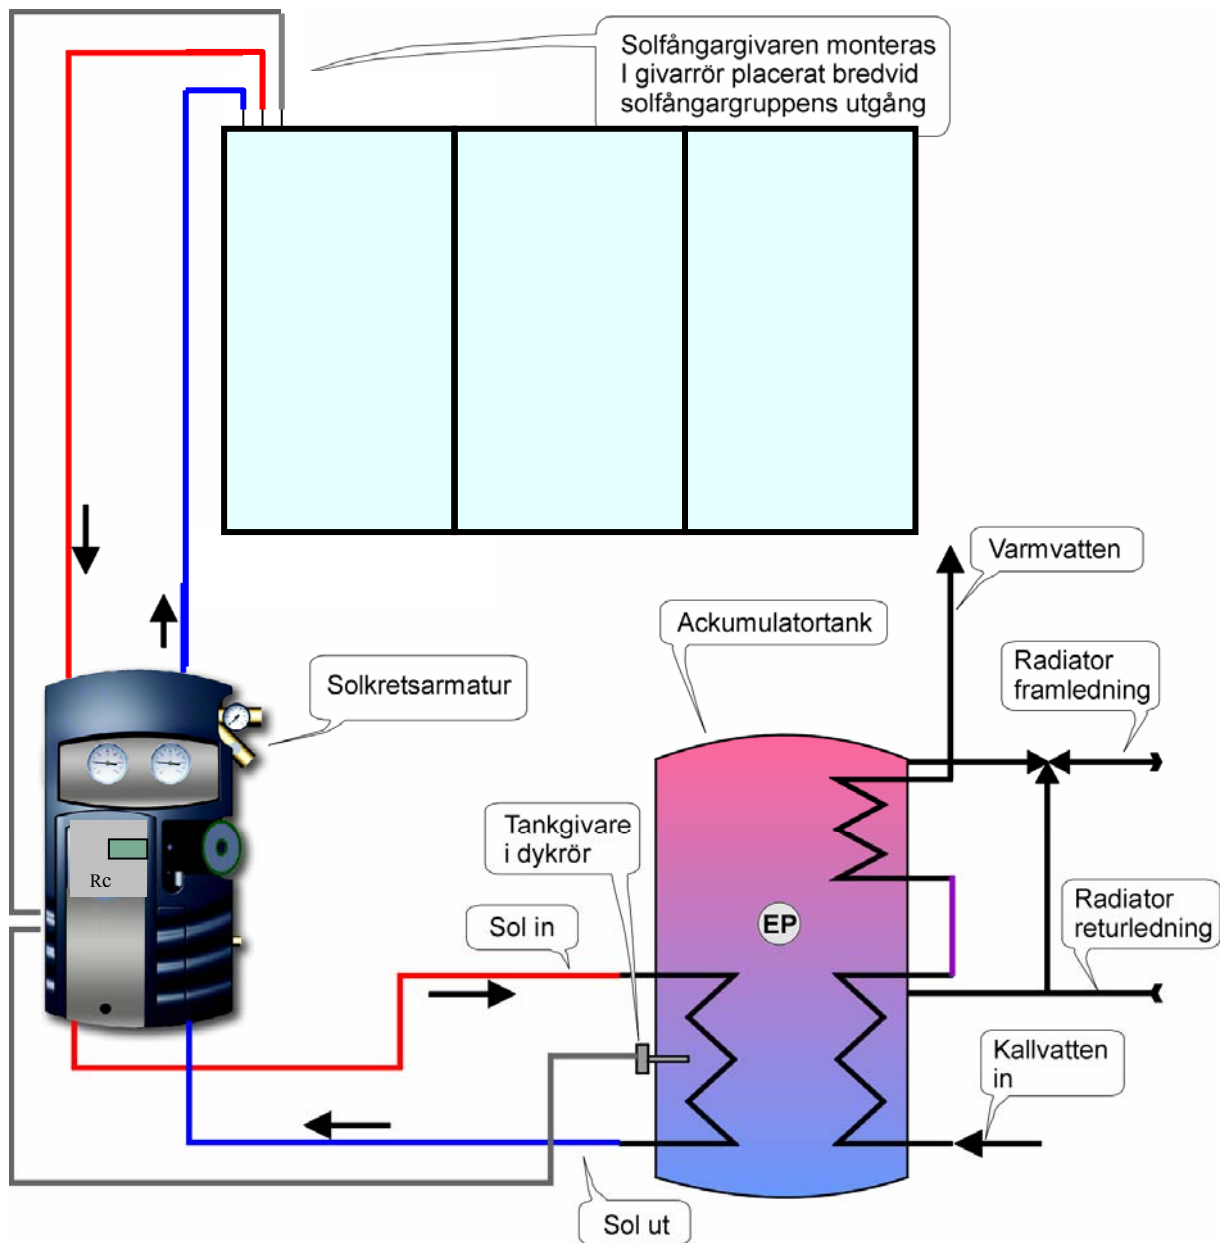 Solfångargivaren monteras
I givarrör placerat bredvid
solfångargruppens utgång
Varmvatten
Ackumulatortank
Radiator
framledning
Solkretsarmatur
Tankgivare
i dykrör
Rc
Sol in
EP
Radiator
returledning
Kallvatten
in
Sol ut